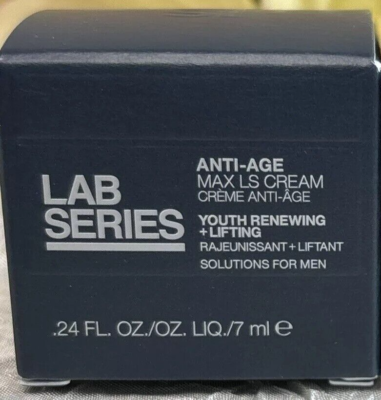 LAB
SERIES
ANTI-AGE
MAX LS CREAM
CRÈME ANTI-ÂGE
YOUTH RENEWING
+LIFTING
RAJEUNISSANT+LIFTANT
SOLUTIONS FOR MEN
.24 FL. OZ./OZ. LIQ./7 ml ℮